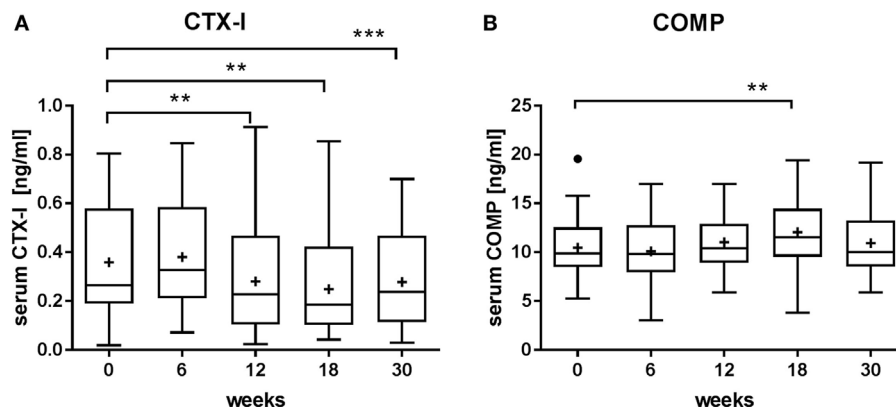 A
CTX-I
***
**
**
serum CTX-I [ng/ml]
1.0
0.8
0.6
0.4
0.2
0.0
0 6 12 18 30
weeks
B
COMP
**
serum COMP [ng/ml]
25
20
15
10
5
0
0 6 12 18 30
weeks